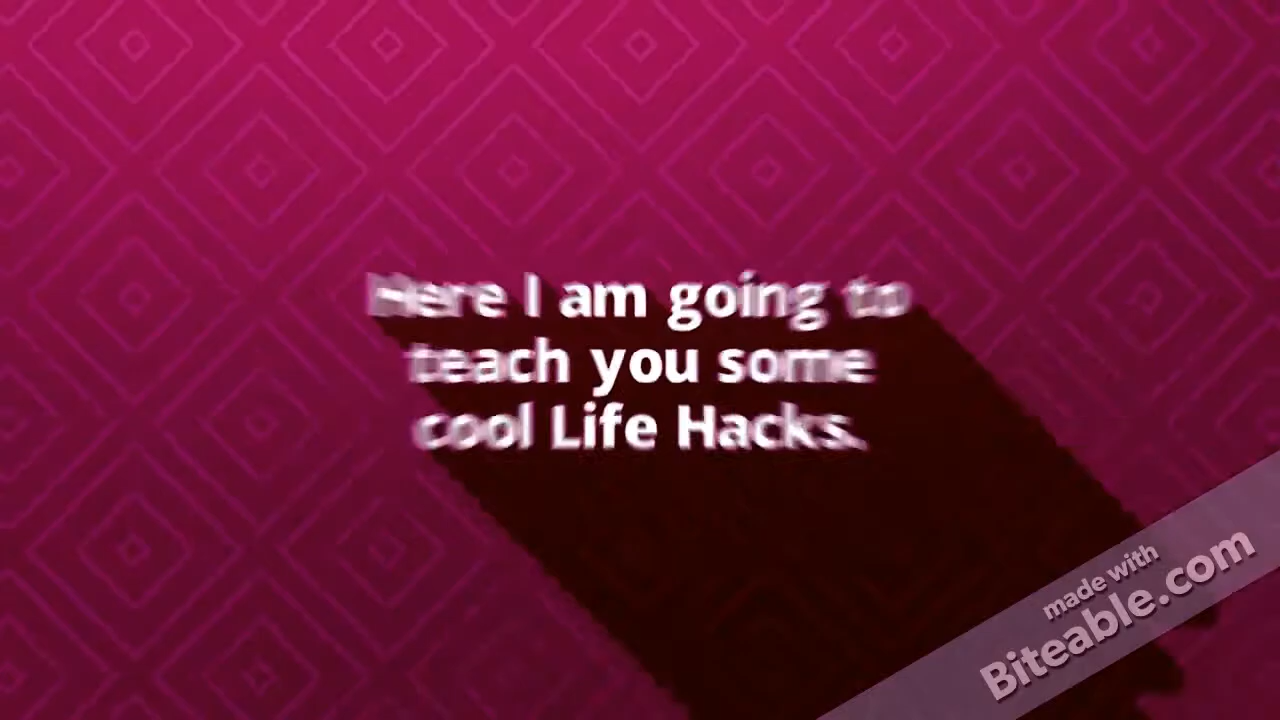 Here I am going to
teach you some
cool Life Hacks.
made with
Biteable.com